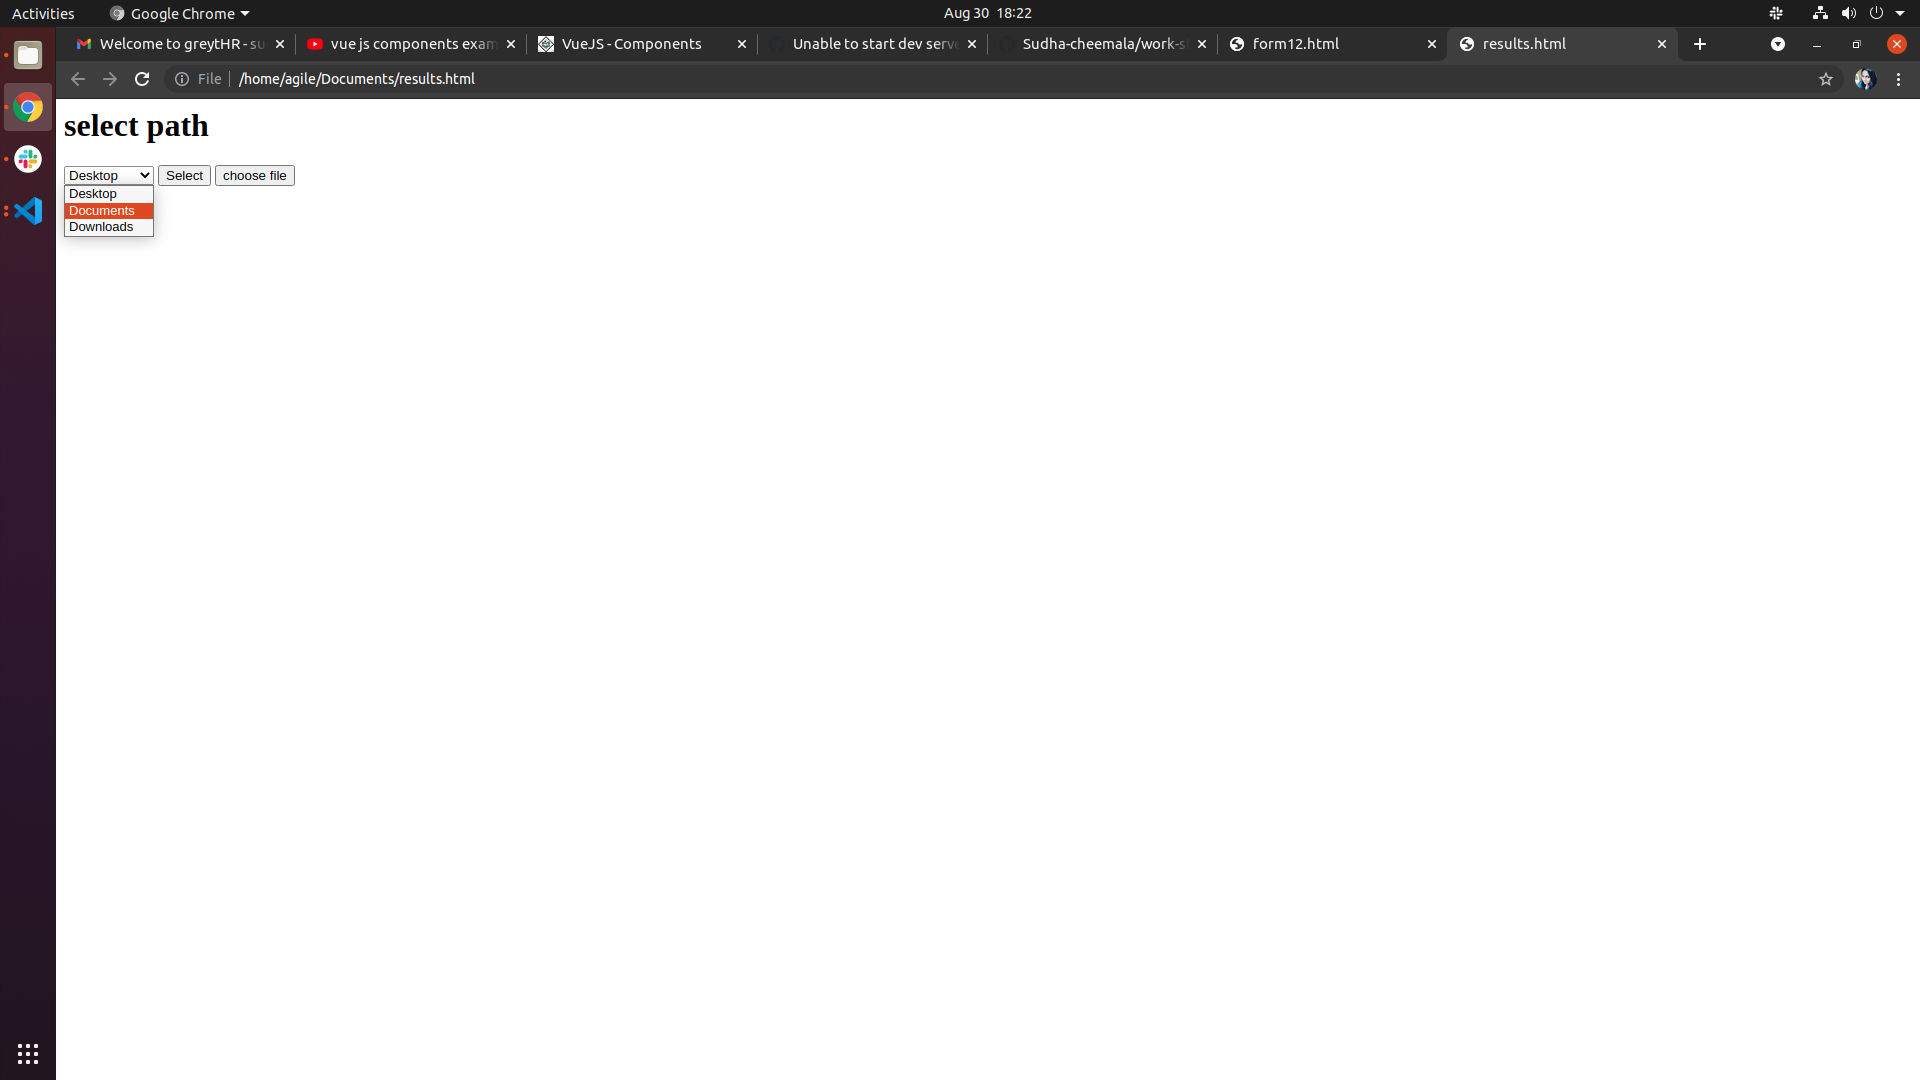 Activities
Google Chrome
Aug 30 18:22
Welcome to greytHR - su
vue js components exam
VueJS - Components
Unable to start dev serve
Sudha-cheemala/work-s
form12.html
results.html
File
/home/agile/Documents/results.html
select path
Desktop
Select
choose file
Desktop
Documents
Downloads